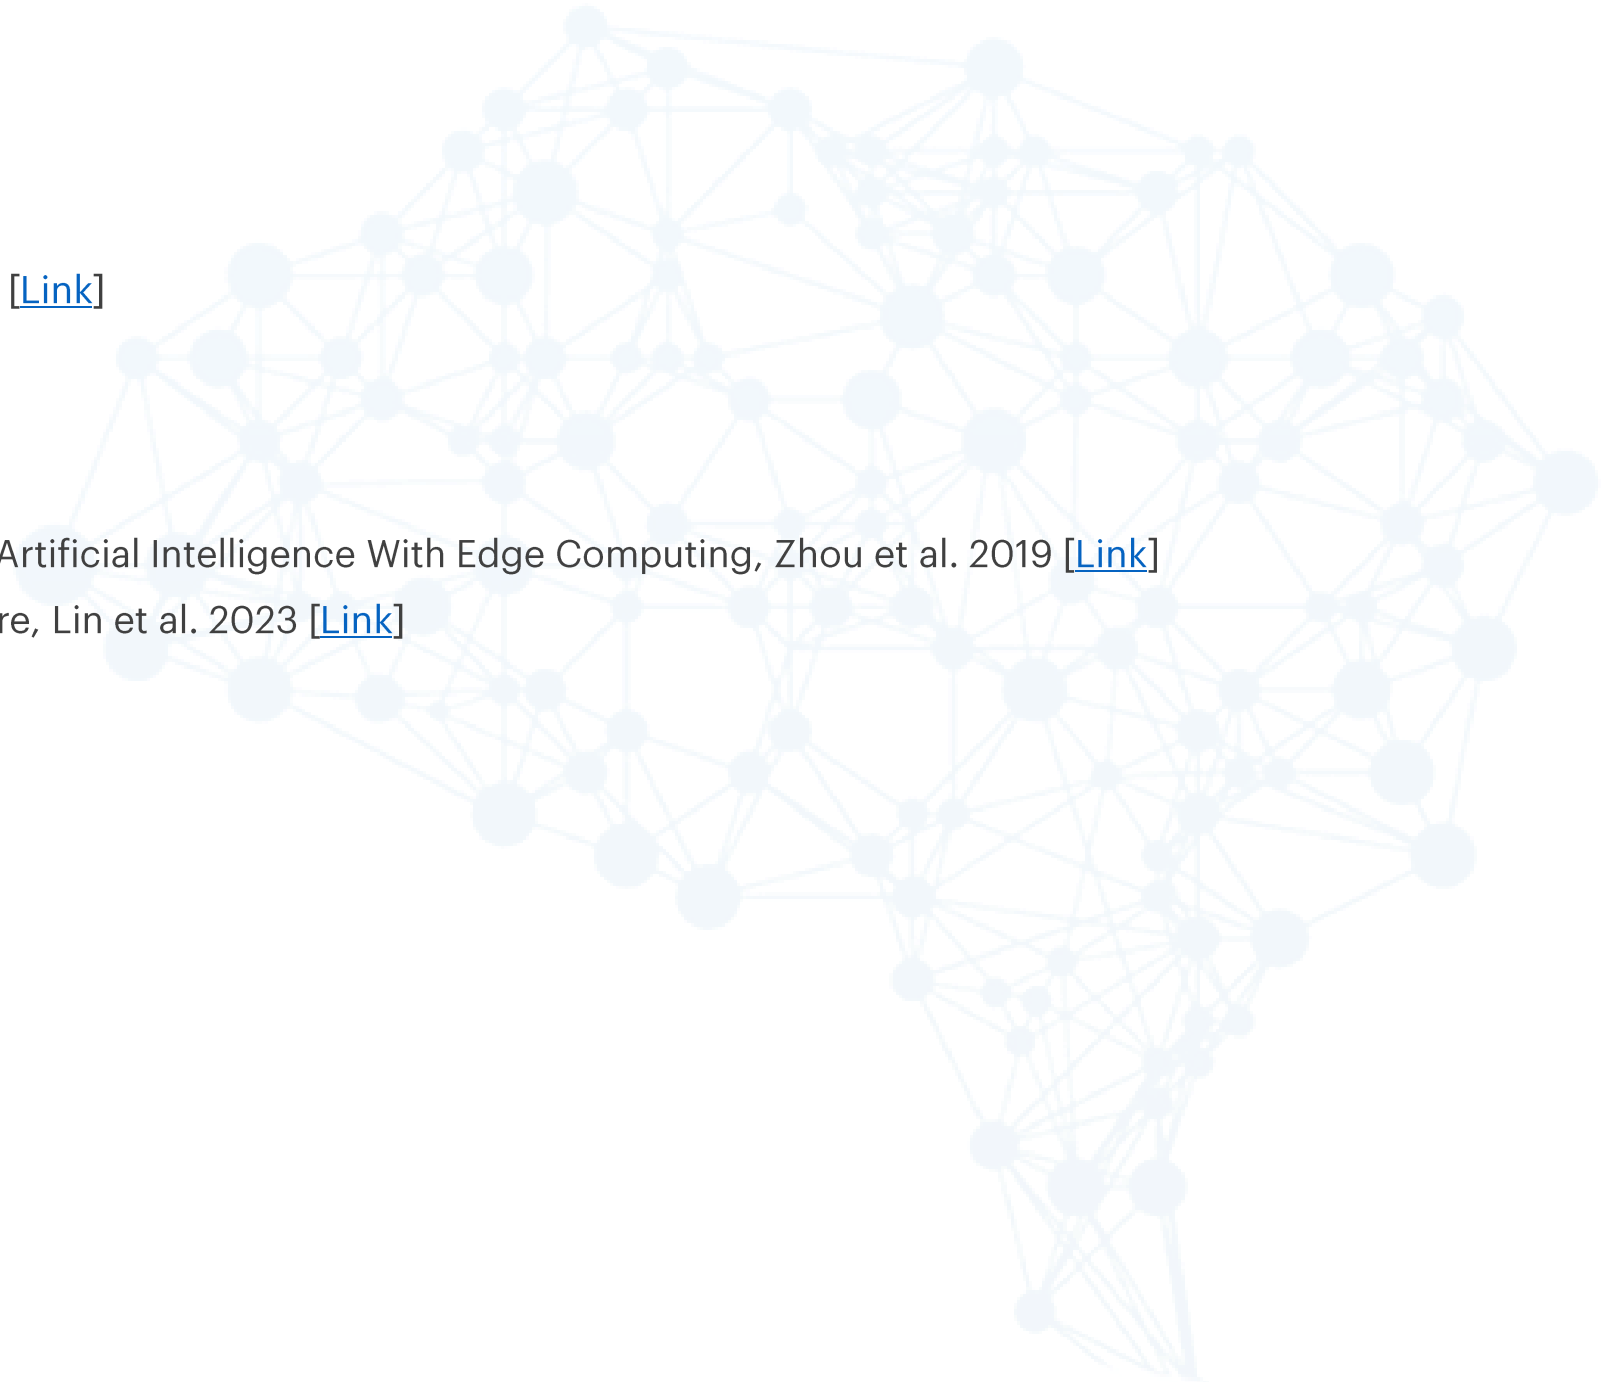 [Link]
Artificial Intelligence With Edge Computing, Zhou et al. 2019 [Link]
re, Lin et al. 2023 [Link]